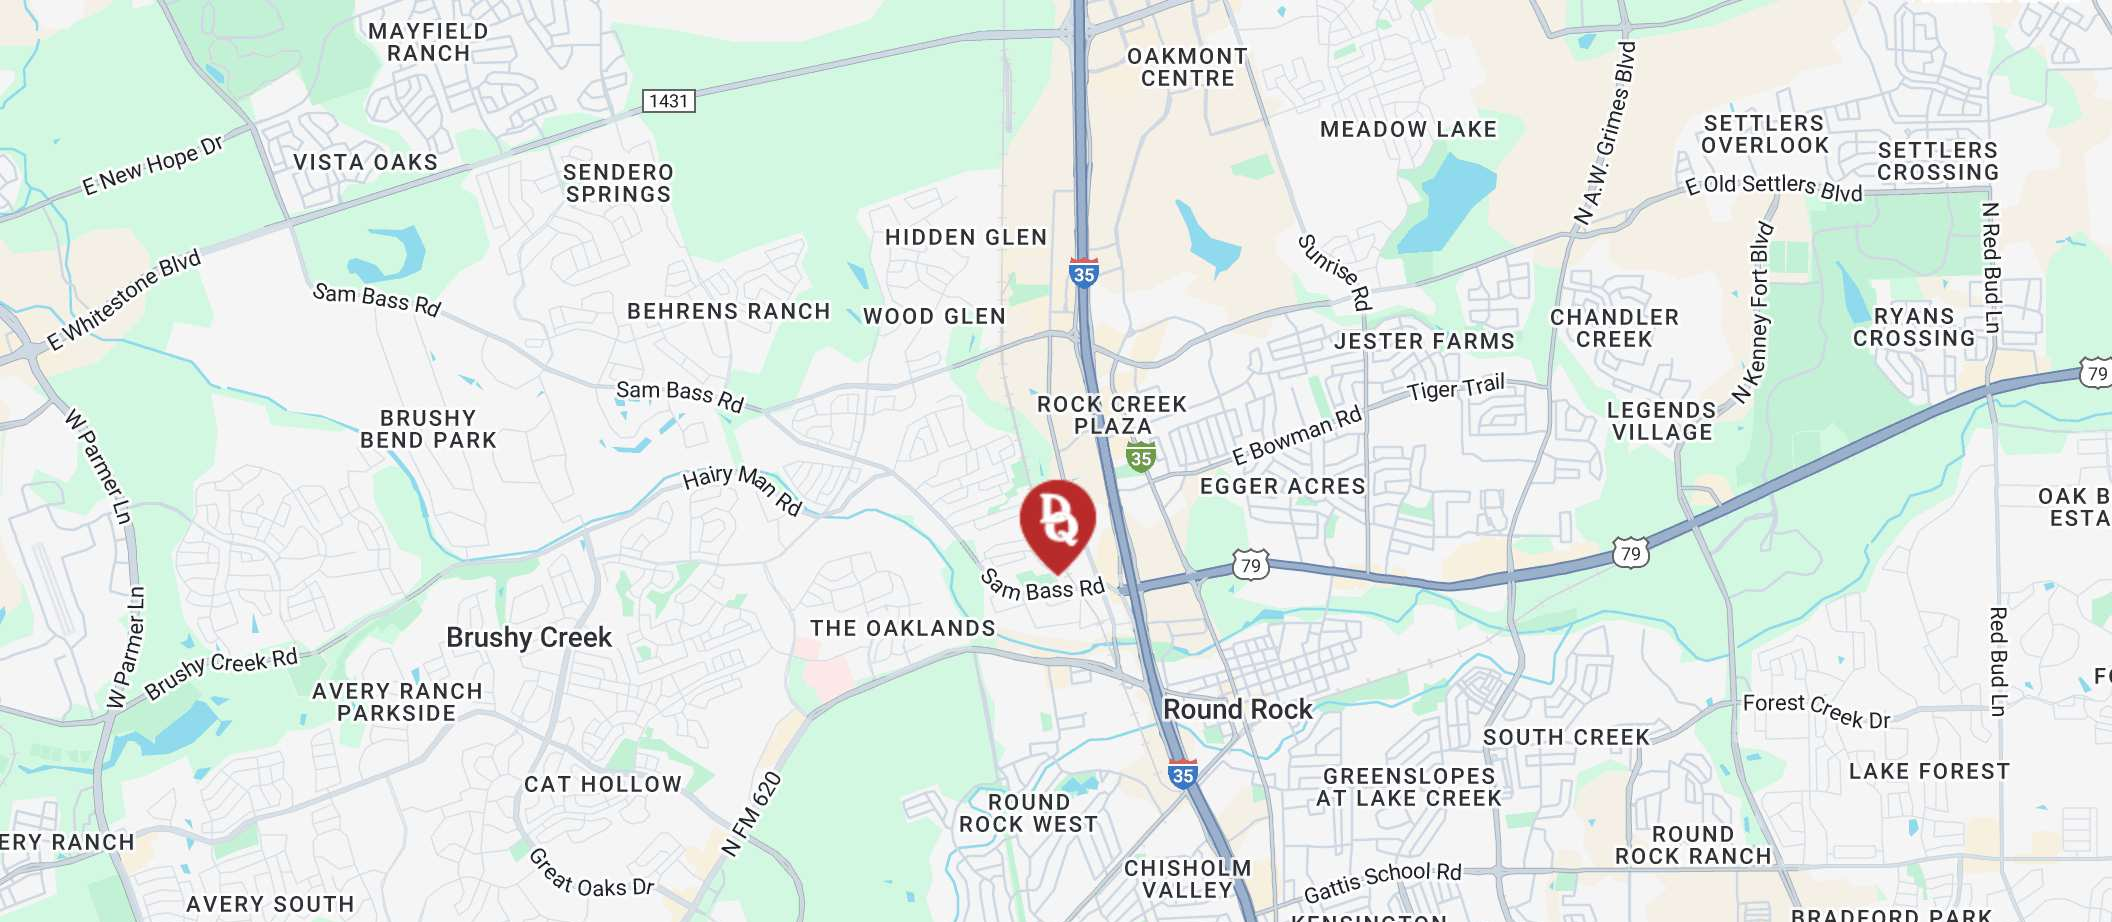 MAYFIELD
RANCH
OAKMONT
CENTRE
1431
MEADOW LAKE
N A.W. Grimes Blvd
SETTLERS
OVERLOOK
SETTLERS
CROSSING
E New Hope Dr
VISTA OAKS
SENDERO
SPRINGS
E Old Settlers Blvd
HIDDEN GLEN
35
Sunrise Rd
N Kenney Fort Blvd
N Red Bud Ln
E Whitestone Blvd
Sam Bass Rd
BEHRENS RANCH
WOOD GLEN
JESTER FARMS
CHANDLER
CREEK
RYANS
CROSSING
79
Sam Bass Rd
ROCK CREEK
PLAZA
Tiger Trail
LEGENDS
VILLAGE
BRUSHY
BEND PARK
W Parmer Ln
E Bowman Rd
35
Hairy Man Rd
EGGER ACRES
OAK B
ESTA
DQ
79
79
Sam Bass Rd
W Parmer Ln
THE OAKLANDS
Brushy Creek
Red Bud Ln
Brushy Creek Rd
AVERY RANCH
PARKSIDE
FO
Round Rock
Forest Creek Dr
SOUTH CREEK
35
CAT HOLLOW
GREENSLOPES
AT LAKE CREEK
LAKE FOREST
N FM 620
ROUND
ROCK WEST
ERY RANCH
ROUND
ROCK RANCH
Great Oaks Dr
CHISHOLM
VALLEY
Gattis School Rd
AVERY SOUTH
KENSINGTON
BRADFORD PARK